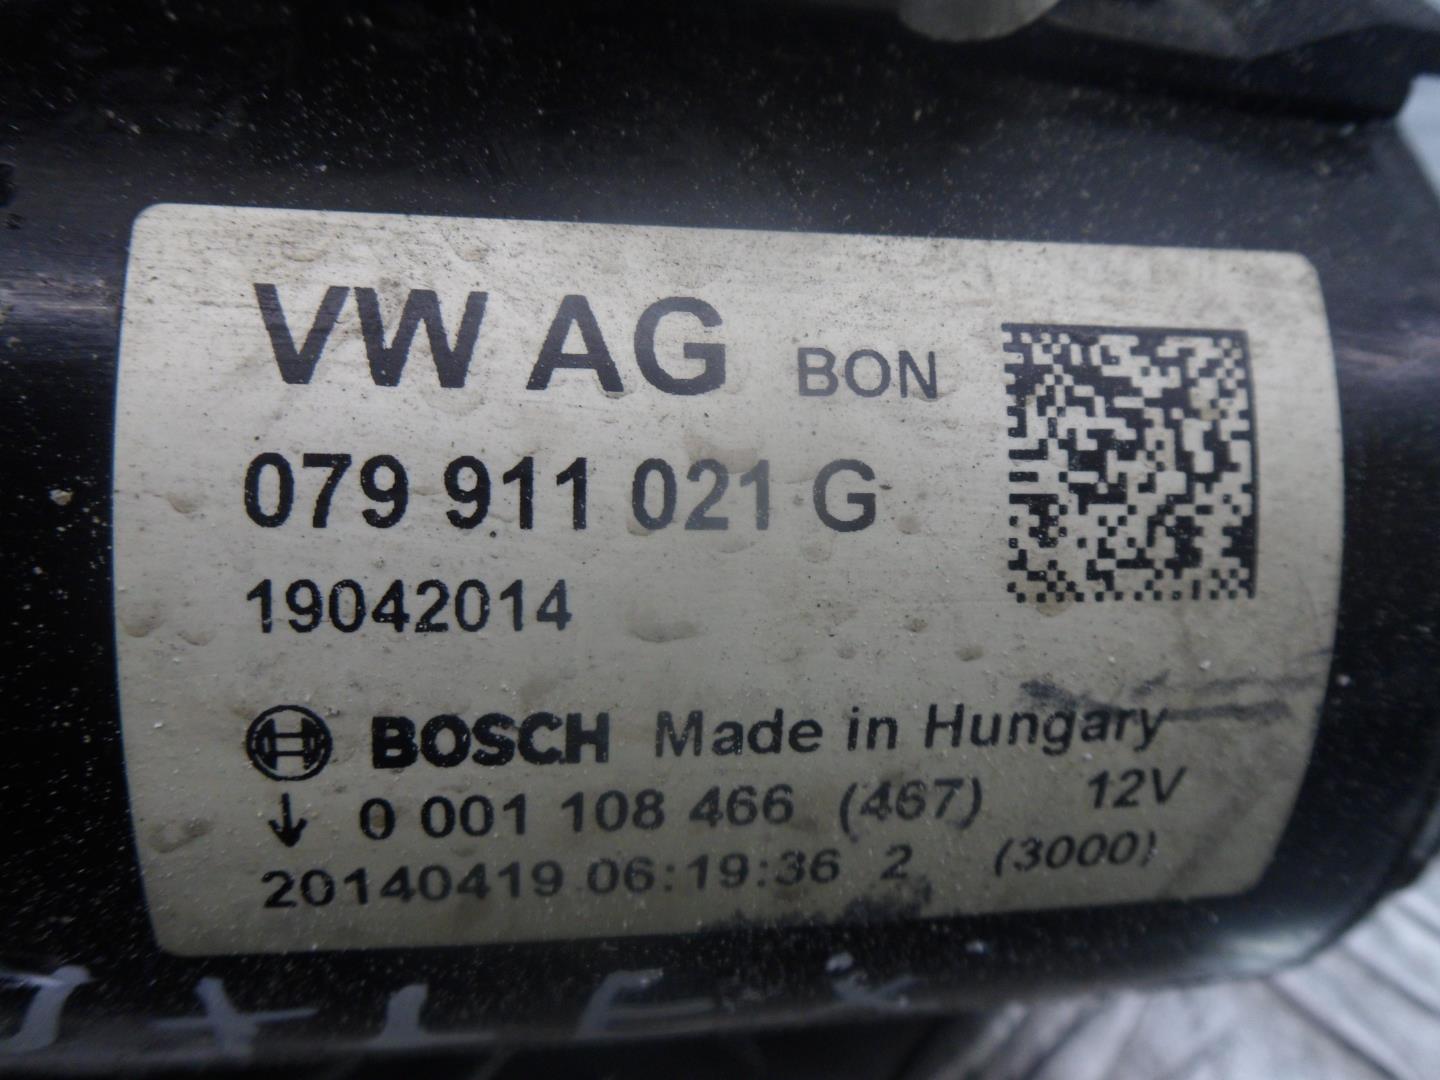 VW AG BON
079 911 021 G
19042014
BOSCH Made in Hungary
↓ 0 001 108 466 (467) 12V
20140419 06:19:36 2 (3000)